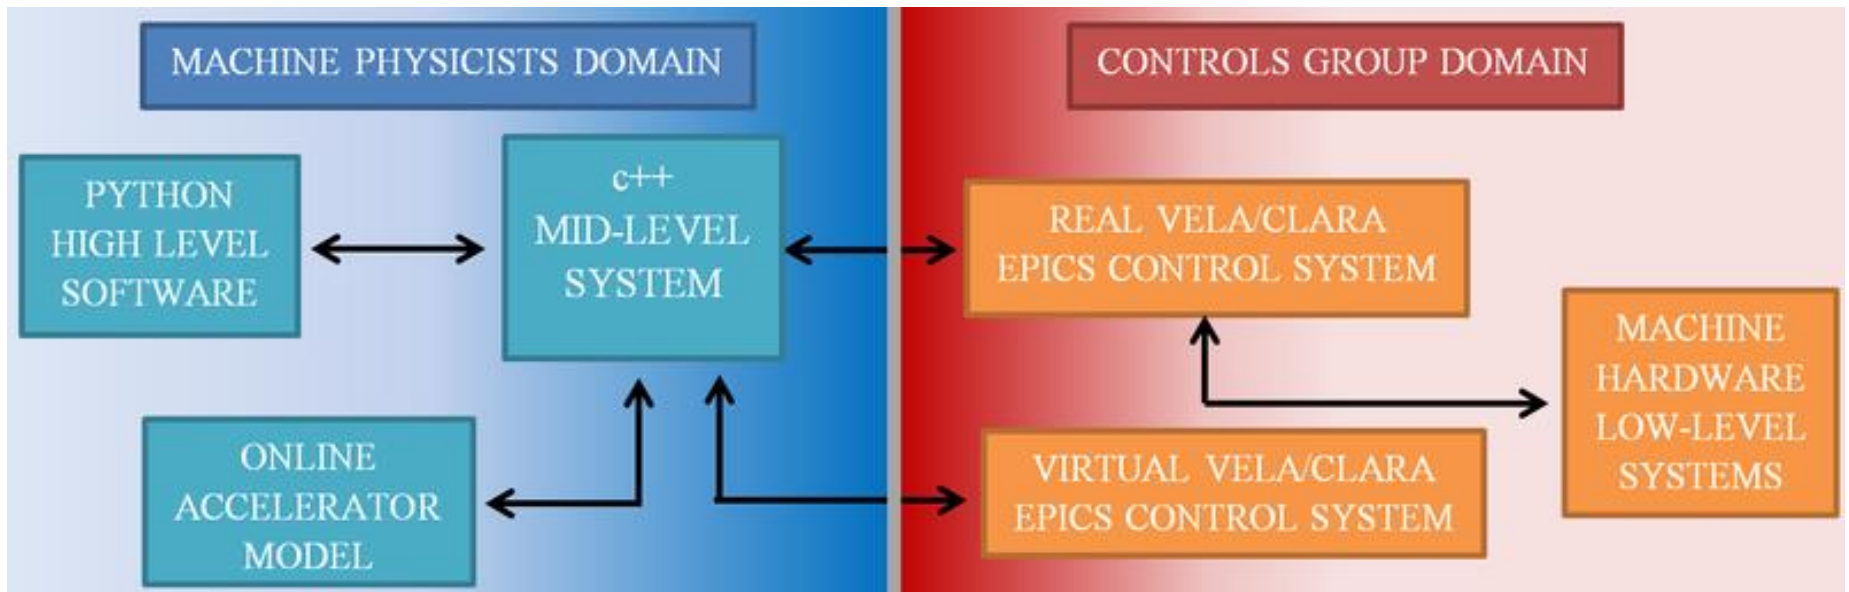 MACHINE PHYSICISTS DOMAIN
CONTROLS GROUP DOMAIN
PYTHON
HIGH LEVEL
SOFTWARE
c++
MID-LEVEL
SYSTEM
REAL VELA/CLARA
EPICS CONTROL SYSTEM
MACHINE
HARDWARE
LOW-LEVEL
SYSTEMS
ONLINE
ACCELERATOR
MODEL
VIRTUAL VELA/CLARA
EPICS CONTROL SYSTEM